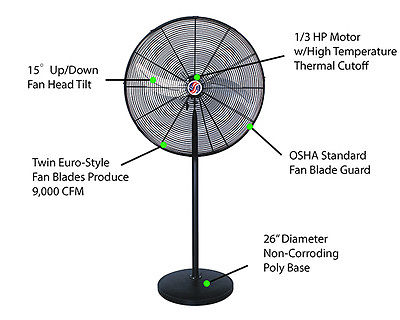 15° Up/Down
Fan Head Tilt
1/3 HP Motor
w/High Temperature
Thermal Cutoff
Twin Euro-Style
Fan Blades Produce
9,000 CFM
OSHA Standard
Fan Blade Guard
26" Diameter
Non-Corroding
Poly Base